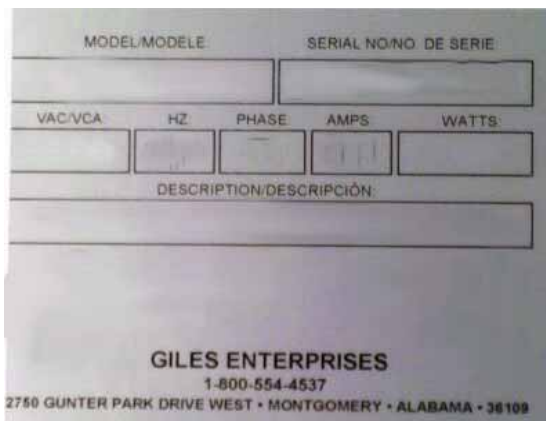 MODEL/MODELE: SERIAL NO/NO. DE SERIE:
VAC/VCA: HZ: PHASE: AMPS: WATTS:
DESCRIPTION/DESCRIPCIÓN:
GILES ENTERPRISES
1-800-554-4537
2750 GUNTER PARK DRIVE WEST • MONTGOMERY • ALABAMA • 36109